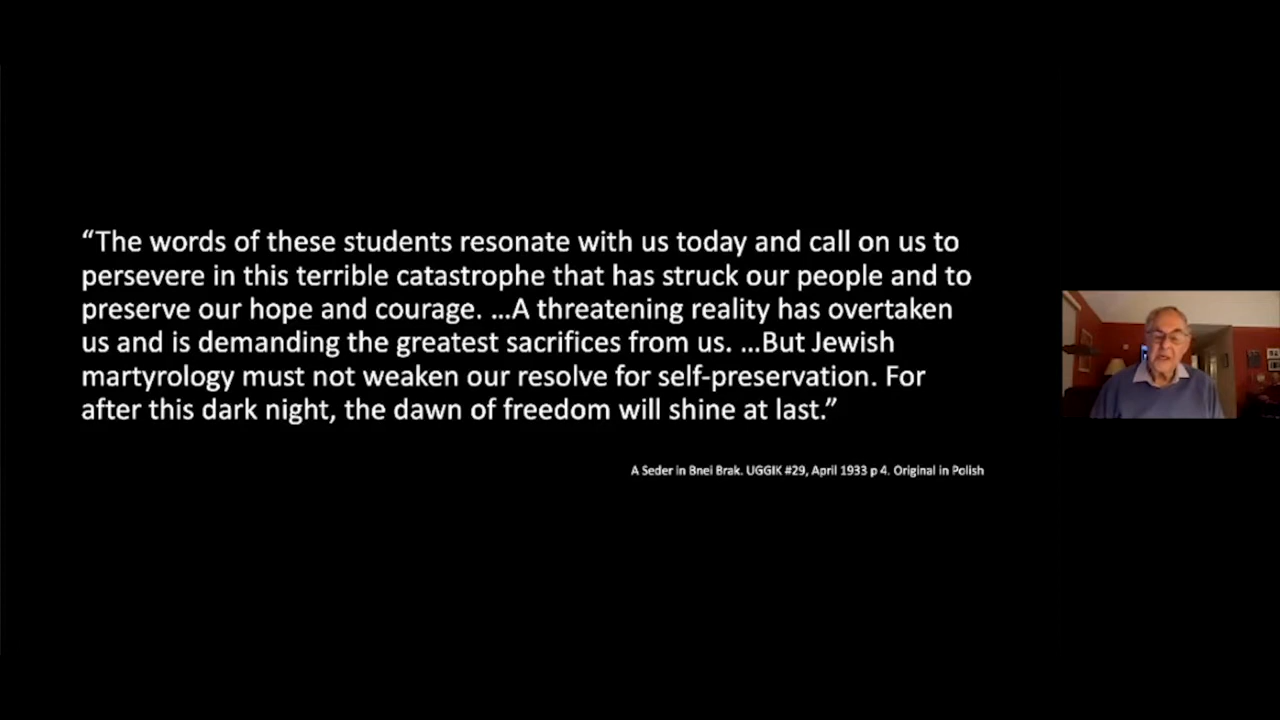 “The words of these students resonate with us today and call on us to
persevere in this terrible catastrophe that has struck our people and to
preserve our hope and courage. ...A threatening reality has overtaken
us and is demanding the greatest sacrifices from us. ...But Jewish
martyrology must not weaken our resolve for self-preservation. For
after this dark night, the dawn of freedom will shine at last.”
A Seder in Bnei Brak. UGGIK #29, April 1933 p 4. Original in Polish